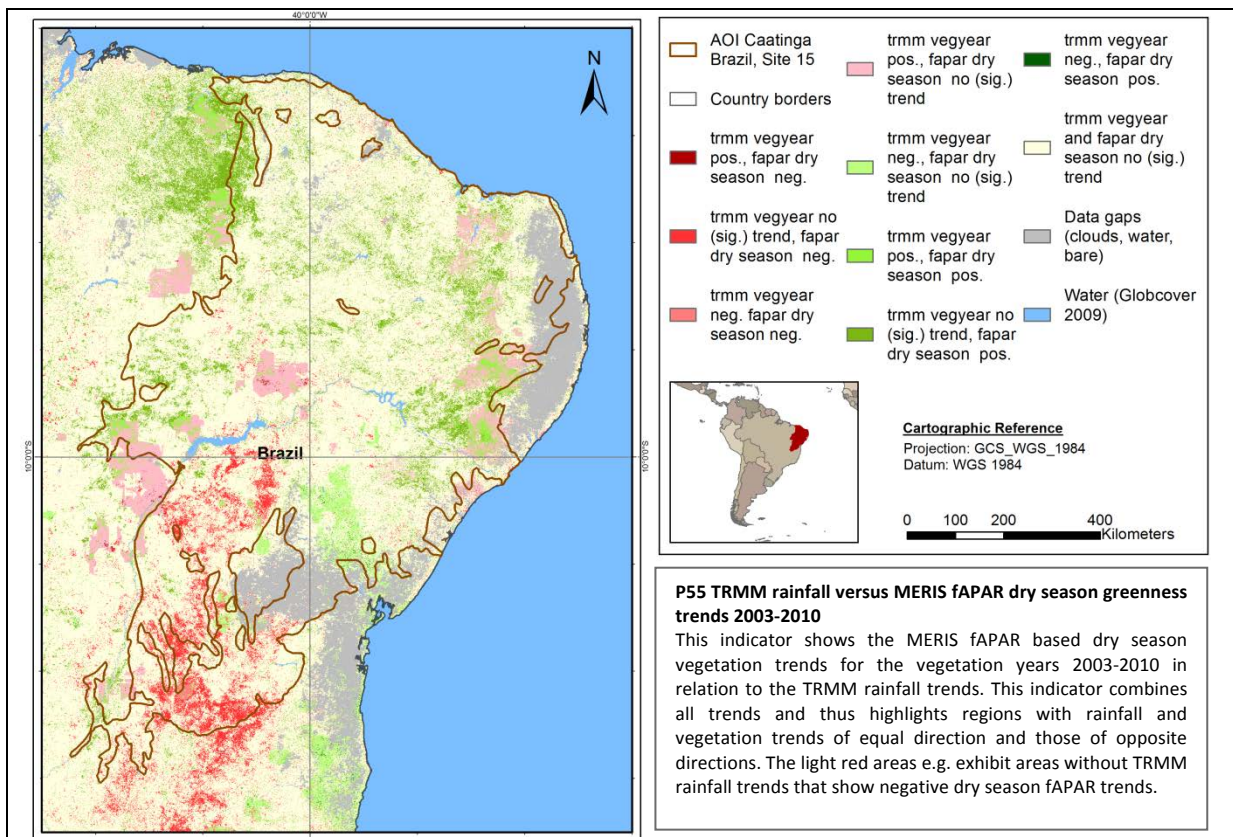 40°0'0"W
N
Brazil
10°0'0"S
10°0'0"S
AOI Caatinga
Brazil, Site 15
Country borders
trmm vegyear
pos., fapar dry
season neg.
trmm vegyear no
(sig.) trend, fapar
dry season neg.
trmm vegyear
neg. fapar dry
season neg.
trmm vegyear
pos., fapar dry
season no (sig.)
trend
trmm vegyear
neg., fapar dry
season no (sig.)
trend
trmm vegyear
pos., fapar dry
season pos.
trmm vegyear no
(sig.) trend, fapar
dry season pos.
trmm vegyear
neg., fapar dry
season pos.
trmm vegyear
and fapar dry
season no (sig.)
trend
Data gaps
(clouds, water,
bare)
Water (Globcover
2009)
Cartographic Reference
Projection: GCS_WGS_1984
Datum: WGS 1984
0 100 200 400
Kilometers
P55 TRMM rainfall versus MERIS fAPAR dry season greenness
trends 2003-2010
This indicator shows the MERIS fAPAR based dry season
vegetation trends for the vegetation years 2003-2010 in
relation to the TRMM rainfall trends. This indicator combines
all trends and thus highlights regions with rainfall and
vegetation trends of equal direction and those of opposite
directions. The light red areas e.g. exhibit areas without TRMM
rainfall trends that show negative dry season fAPAR trends.